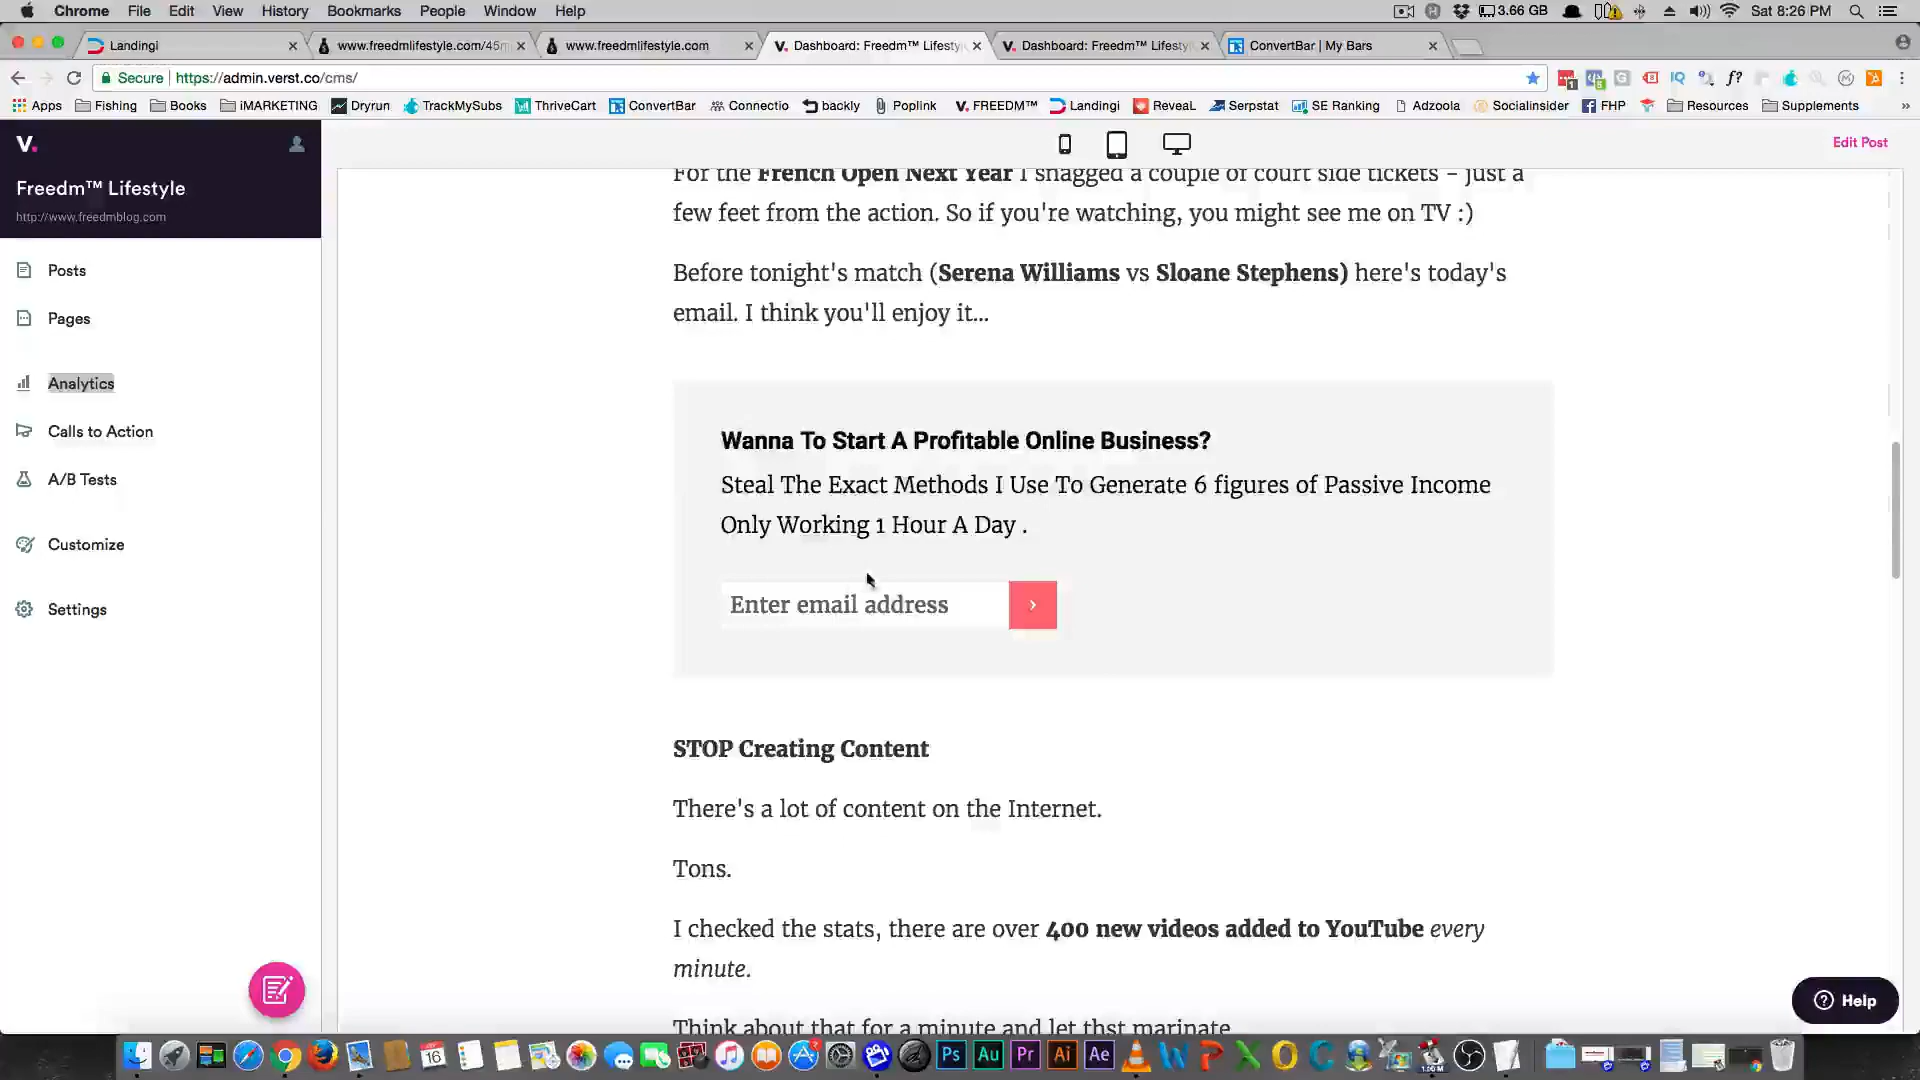 Chrome File Edit View History Bookmarks People Window Help 3.66 GB Sat 8:26 PM
Landingi www.freedmlifestyle.com/45m www.freedmlifestyle.com Dashboard: Freedm™ Lifesty Dashboard: Freedm™ Lifesty ConvertBar | My Bars
Secure https://admin.verst.co/cms/
Apps Fishing Books iMARKETING Dryrun TrackMySubs ThriveCart ConvertBar Connectio backly Poplink V. FREEDM™ Landingi Reveal Serpstat SE Ranking Adzoola Socialinsider FHP Resources Supplements »
V.
Edit Post
Freedm™ Lifestyle
http://www.freedmblog.com
Posts
Pages
Analytics
Calls to Action
A/B Tests
Customize
Settings
For the French Open Next Year I snagged a couple of court side tickets - just a
few feet from the action. So if you're watching, you might see me on TV :)
Before tonight's match (Serena Williams vs Sloane Stephens) here's today's
email. I think you'll enjoy it...
Wanna To Start A Profitable Online Business?
Steal The Exact Methods I Use To Generate 6 figures of Passive Income
Only Working 1 Hour A Day .
Enter email address
STOP Creating Content
There's a lot of content on the Internet.
Tons.
I checked the stats, there are over 400 new videos added to YouTube every
minute.
Think about that for a minute and let thst marinate
Help
16 Ps Au Pr Ai Ae